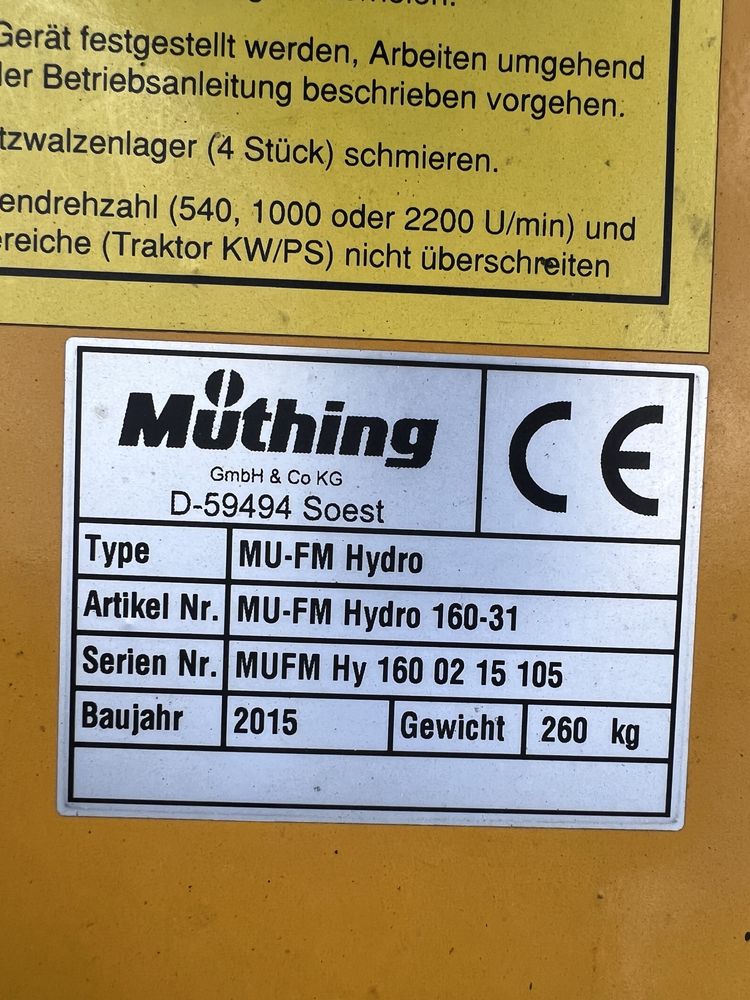 Gerät festgestellt werden, Arbeiten umgehend
der Betriebsanleitung beschrieben vorgehen.
tzwalzenlager (4 Stück) schmieren.
endrehzahl (540, 1000 oder 2200 U/min) und
ereiche (Traktor KW/PS) nicht überschreiten
Müthing
GmbH & Co KG
D-59494 Soest
CE
Type MU-FM Hydro
Artikel Nr. MU-FM Hydro 160-31
Serien Nr. MUFM Hy 160 02 15 105
Baujahr 2015 Gewicht 260 kg